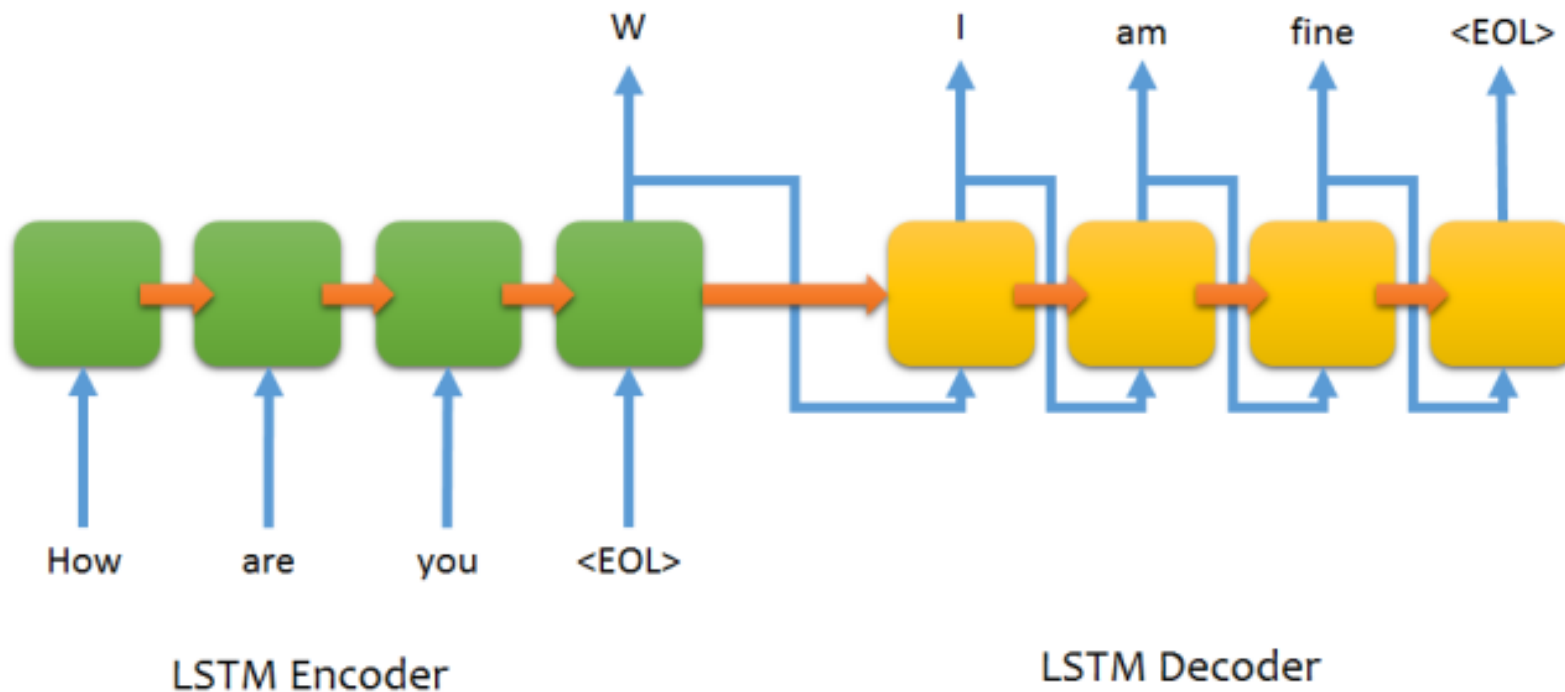 W I am fine <EOL>
How are you <EOL>
LSTM Encoder LSTM Decoder